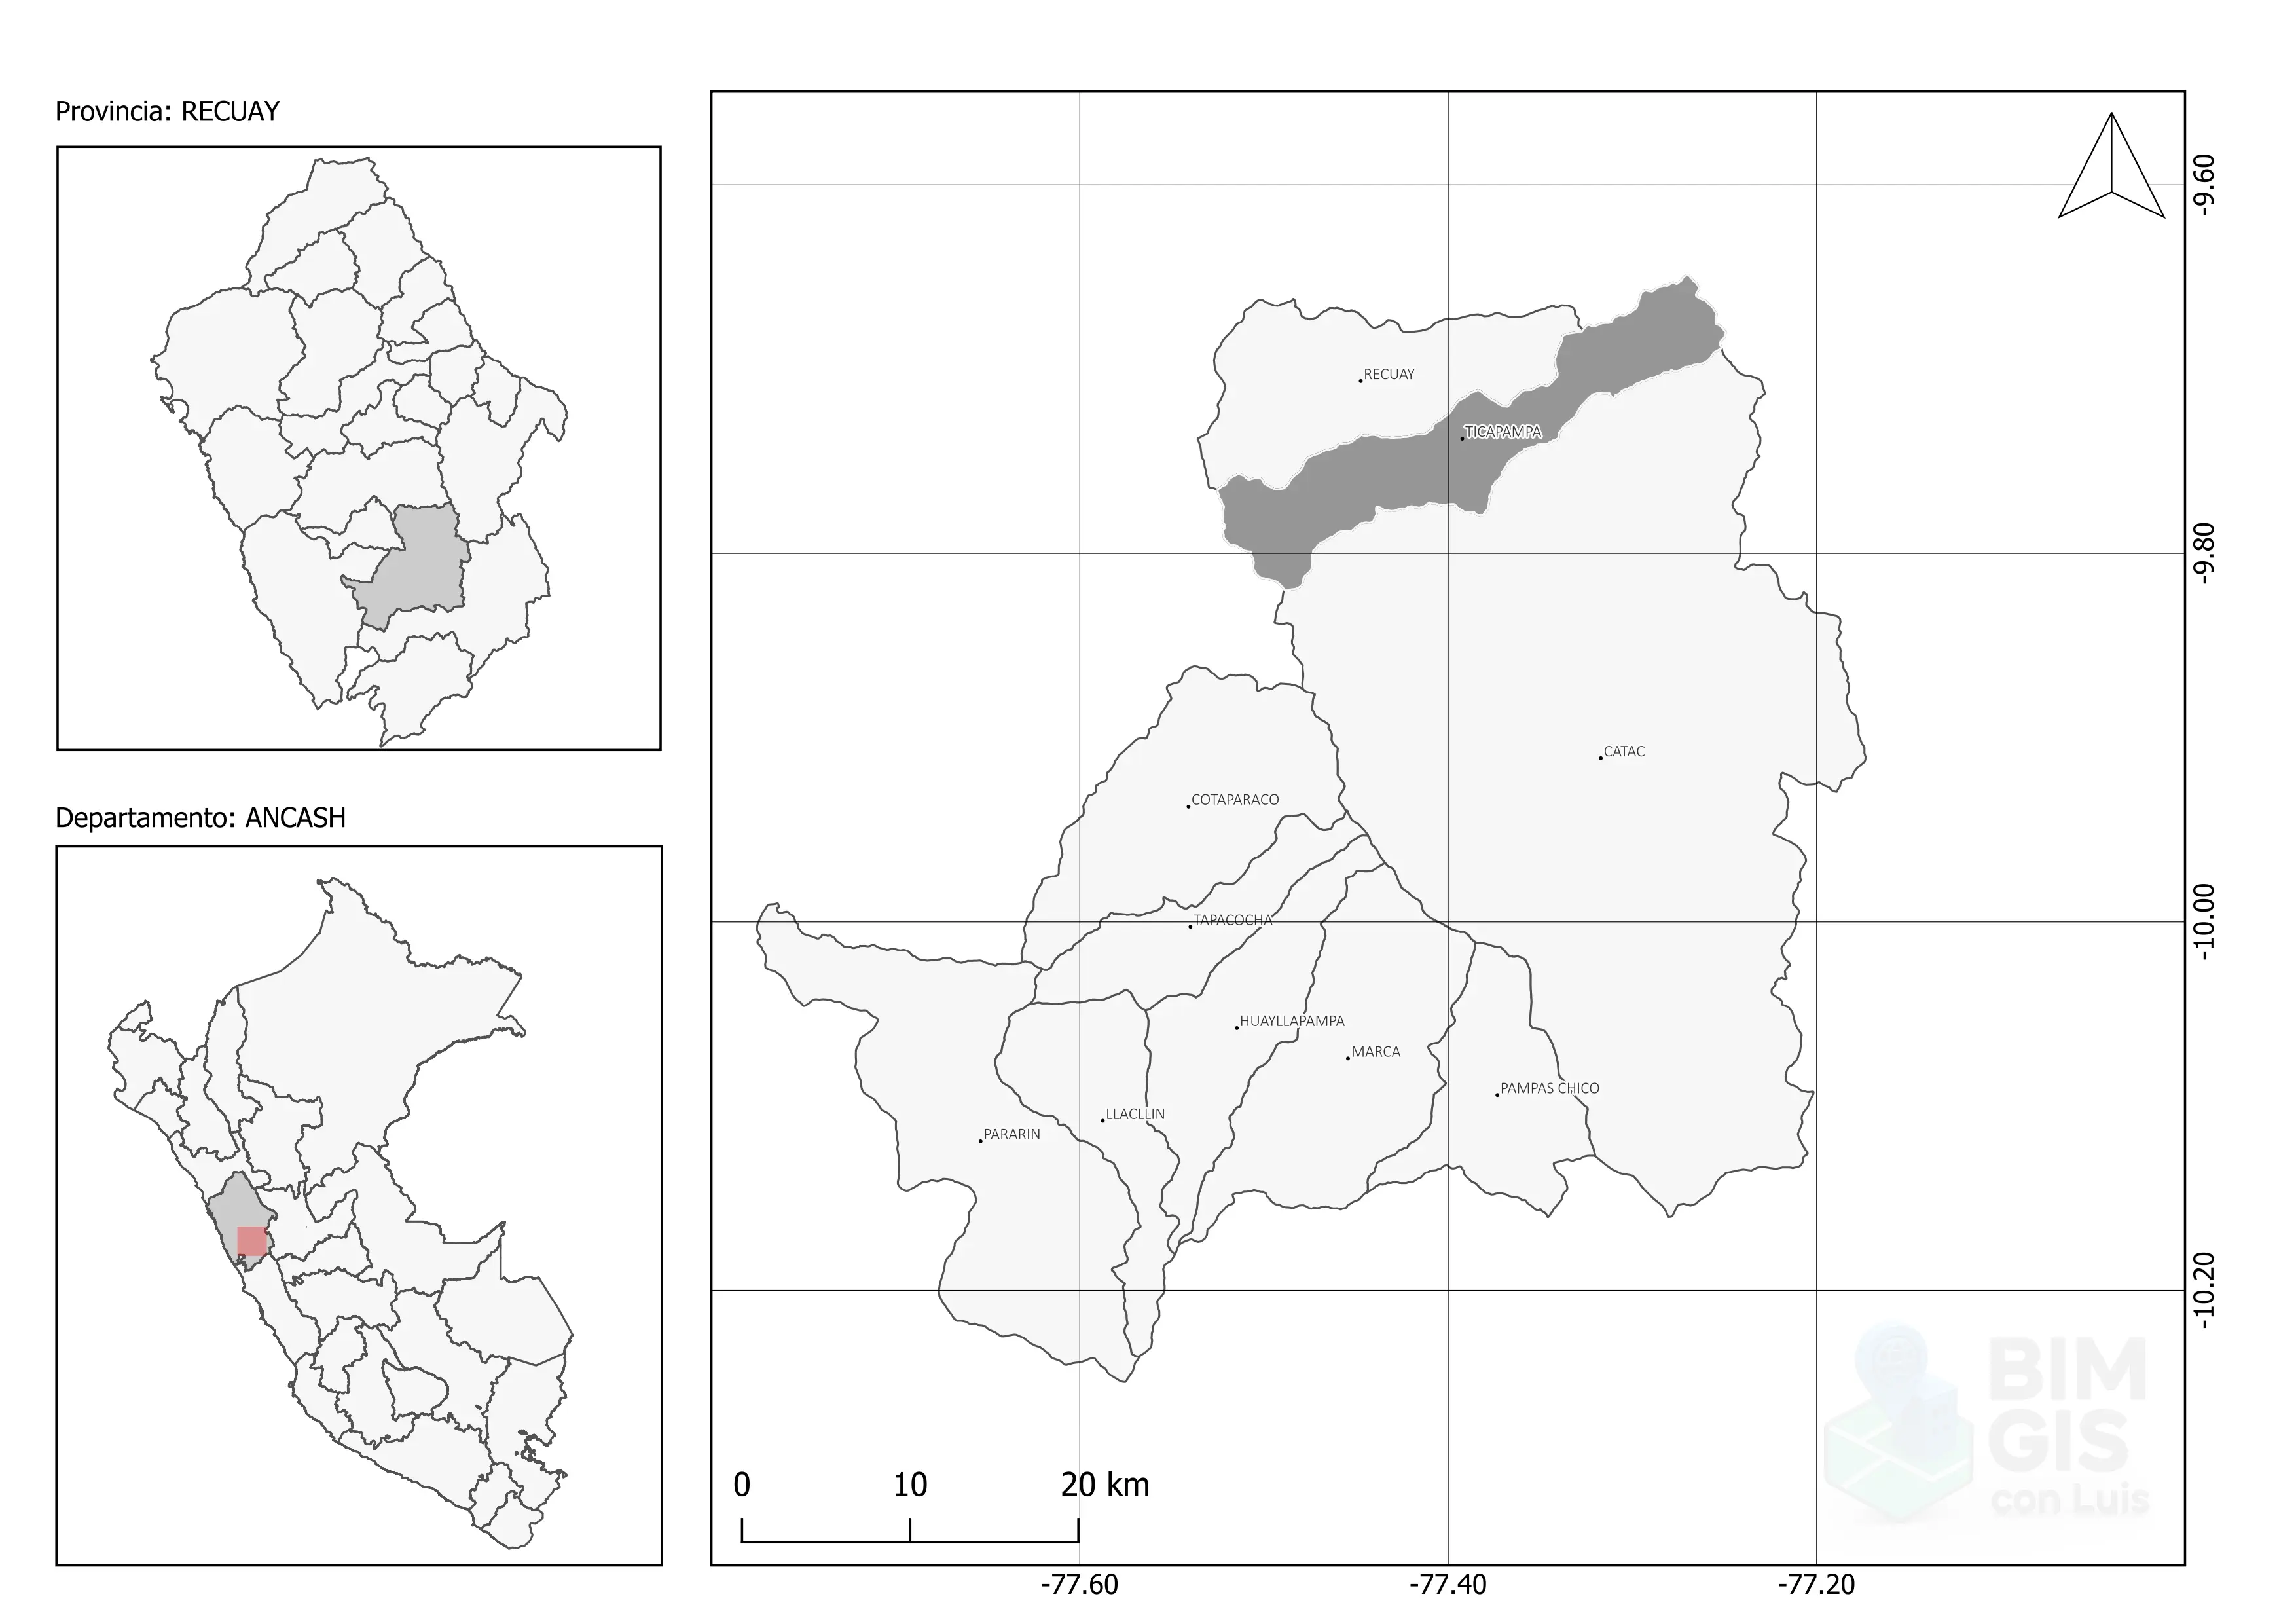 Provincia: RECUAY
Departamento: ANCASH
RECUAY
TICAPAMPA
CATAC
COTAPARACO
TAPACOCHA
HUAYLLAPAMPA
MARCA
PAMPAS CHICO
LLACLLIN
PARARIN
-9.60
-9.80
-10.00
-10.20
0 10 20 km
-77.60 -77.40 -77.20
BIM
GIS
con Luis